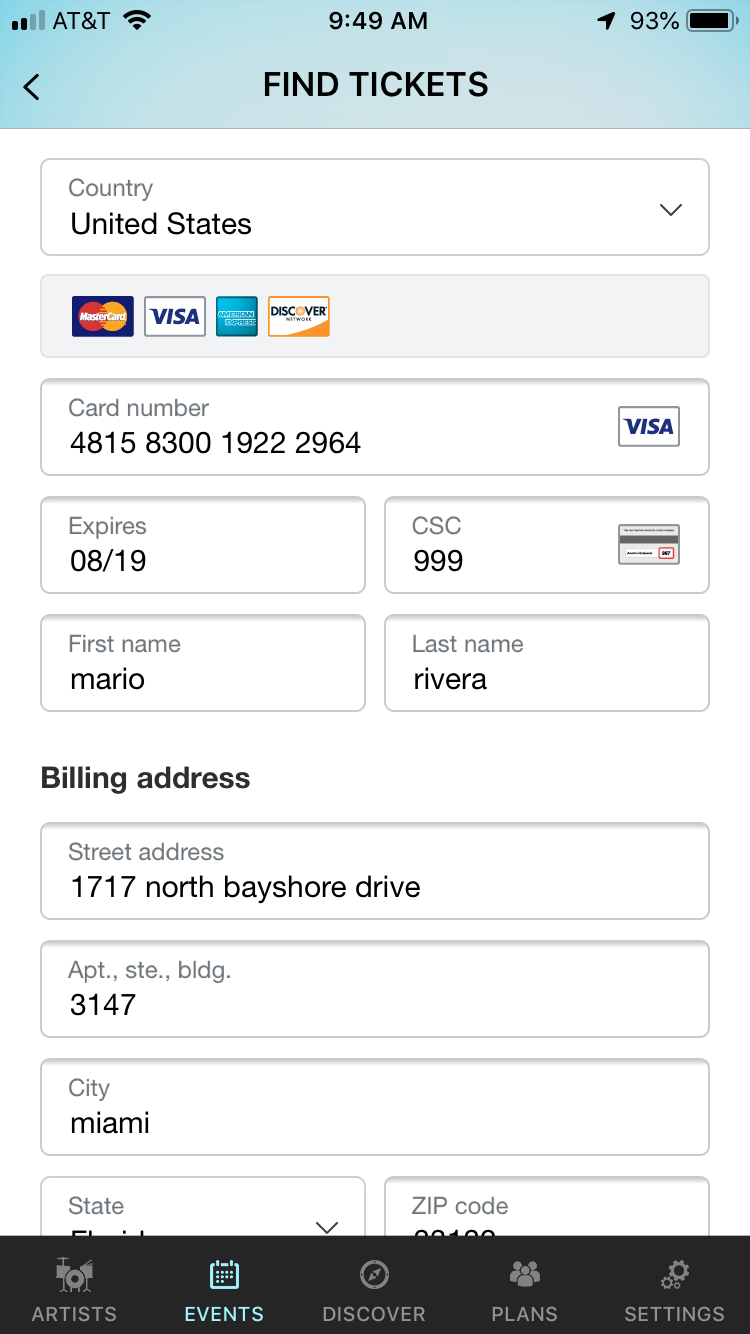 AT&T 9:49 AM 93%
FIND TICKETS
Country
United States
MasterCard VISA AMERICAN EXPRESS DISCOVER NETWORK
Card number
4815 8300 1922 2964 VISA
Expires CSC
08/19 999
First name Last name
mario rivera
Billing address
Street address
1717 north bayshore drive
Apt., ste., bldg.
3147
City
miami
State ZIP code
ARTISTS EVENTS DISCOVER PLANS SETTINGS